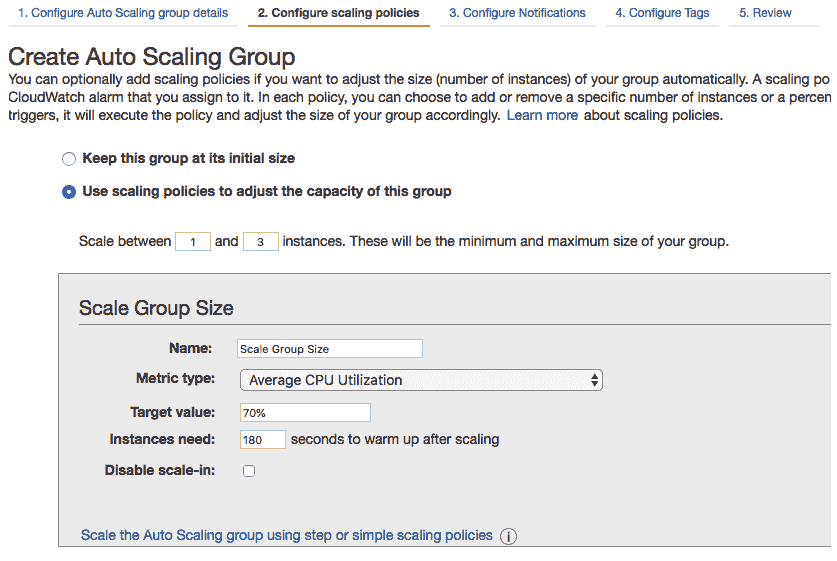 1. Configure Auto Scaling group details 2. Configure scaling policies 3. Configure Notifications 4. Configure Tags 5. Review
Create Auto Scaling Group
You can optionally add scaling policies if you want to adjust the size (number of instances) of your group automatically. A scaling
CloudWatch alarm that you assign to it. In each policy, you can choose to add or remove a specific number of instances or a
triggers, it will execute the policy and adjust the size of your group accordingly. Learn more about scaling policies.
Keep this group at its initial size
Use scaling policies to adjust the capacity of this group
Scale between 1 and 3 instances. These will be the minimum and maximum size of your group.
Scale Group Size
Name: Scale Group Size
Metric type: Average CPU Utilization
Target value: 70%
Instances need: 180 seconds to warm up after scaling
Disable scale-in:
Scale the Auto Scaling group using step or simple scaling policies i